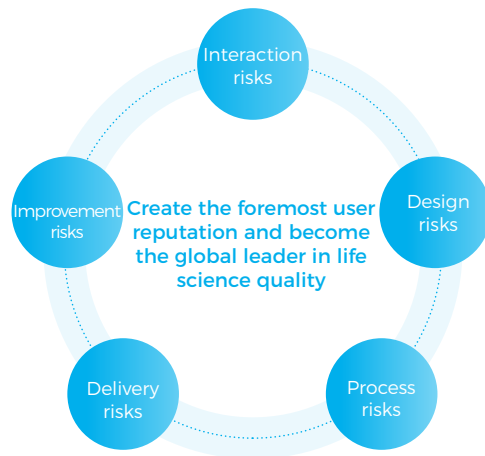 Interaction
risks
Design
risks
Improvement
risks
Create the foremost user
reputation and become
the global leader in life
science quality
Delivery
risks
Process
risks